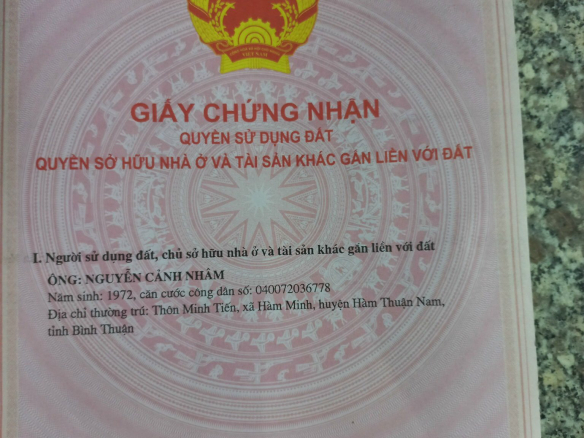 GIẤY CHỨNG NHẬN
QUYỀN SỬ DỤNG ĐẤT
QUYỀN SỞ HỮU NHÀ Ở VÀ TÀI SẢN KHÁC GẮN LIỀN VỚI ĐẤT
I. Người sử dụng đất, chủ sở hữu nhà ở và tài sản khác gắn liền với đất
ÔNG: NGUYỄN CẢNH NHÂM
Năm sinh: 1972, căn cước công dân số: 040072036778
Địa chỉ thường trú: Thôn Minh Tiến, xã Hàm Minh, huyện Hàm Thuận Nam,
tỉnh Bình Thuận